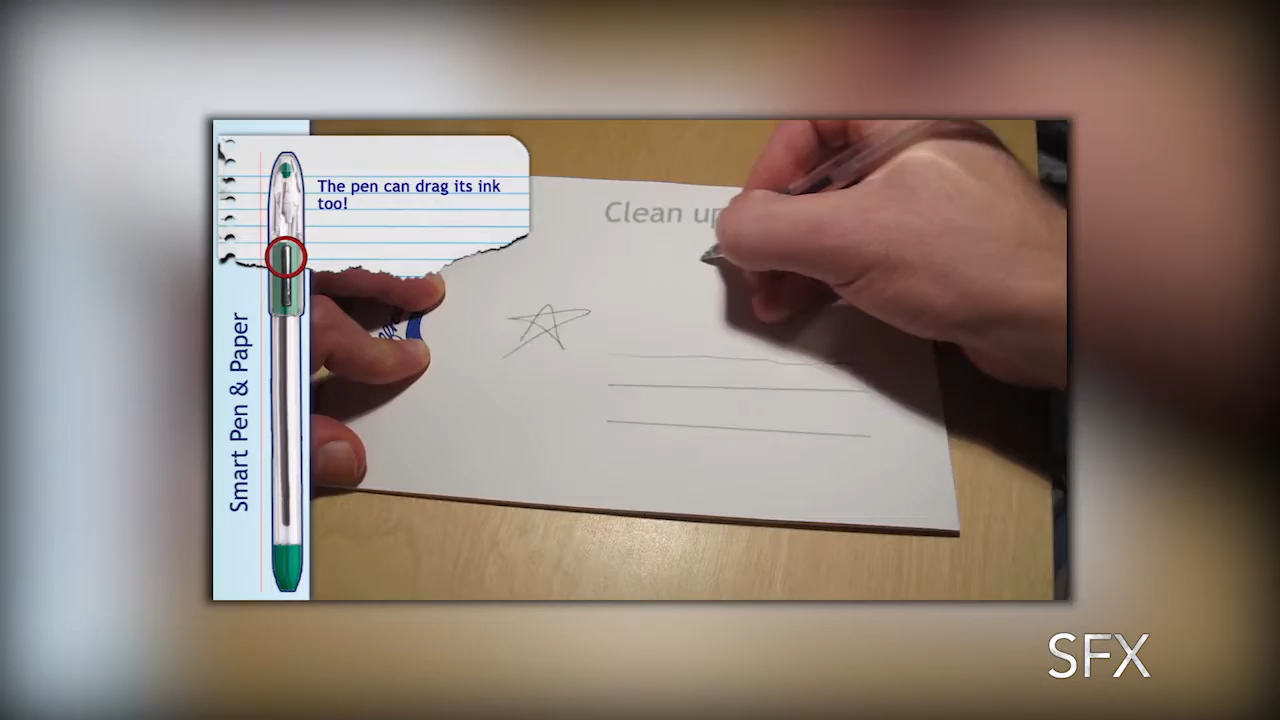 The pen can drag its ink
too!
Clean up
Smart Pen & Paper
SFX